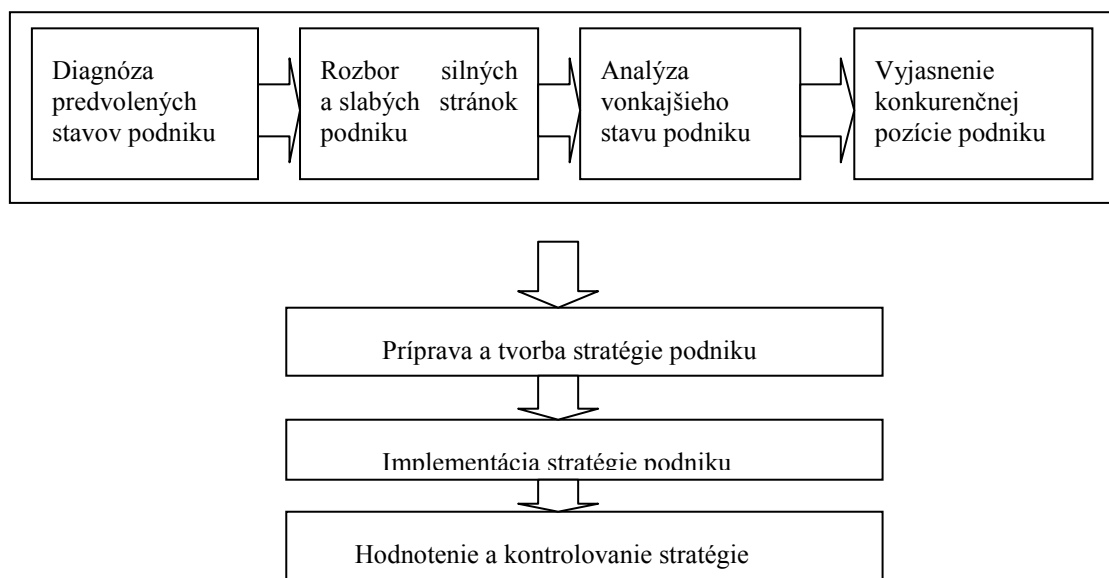 Diagnóza
predvolených
stavov podniku
Rozbor silných
a slabých stránok
podniku
Analýza
vonkajšieho
stavu podniku
Vyjasnenie
konkurenčnej
pozície podniku
Príprava a tvorba stratégie podniku
Implementácia stratégie podniku
Hodnotenie a kontrolovanie stratégie